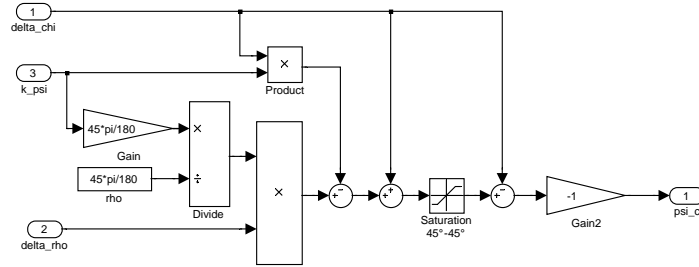 1
delta_chi
3
k_psi
×
Product
45*pi/180
Gain
45*pi/180
rho
×
÷
Divide
2
delta_rho
×
+
−
+
+
Saturation
45°-45°
+
−
-1
Gain2
1
psi_c